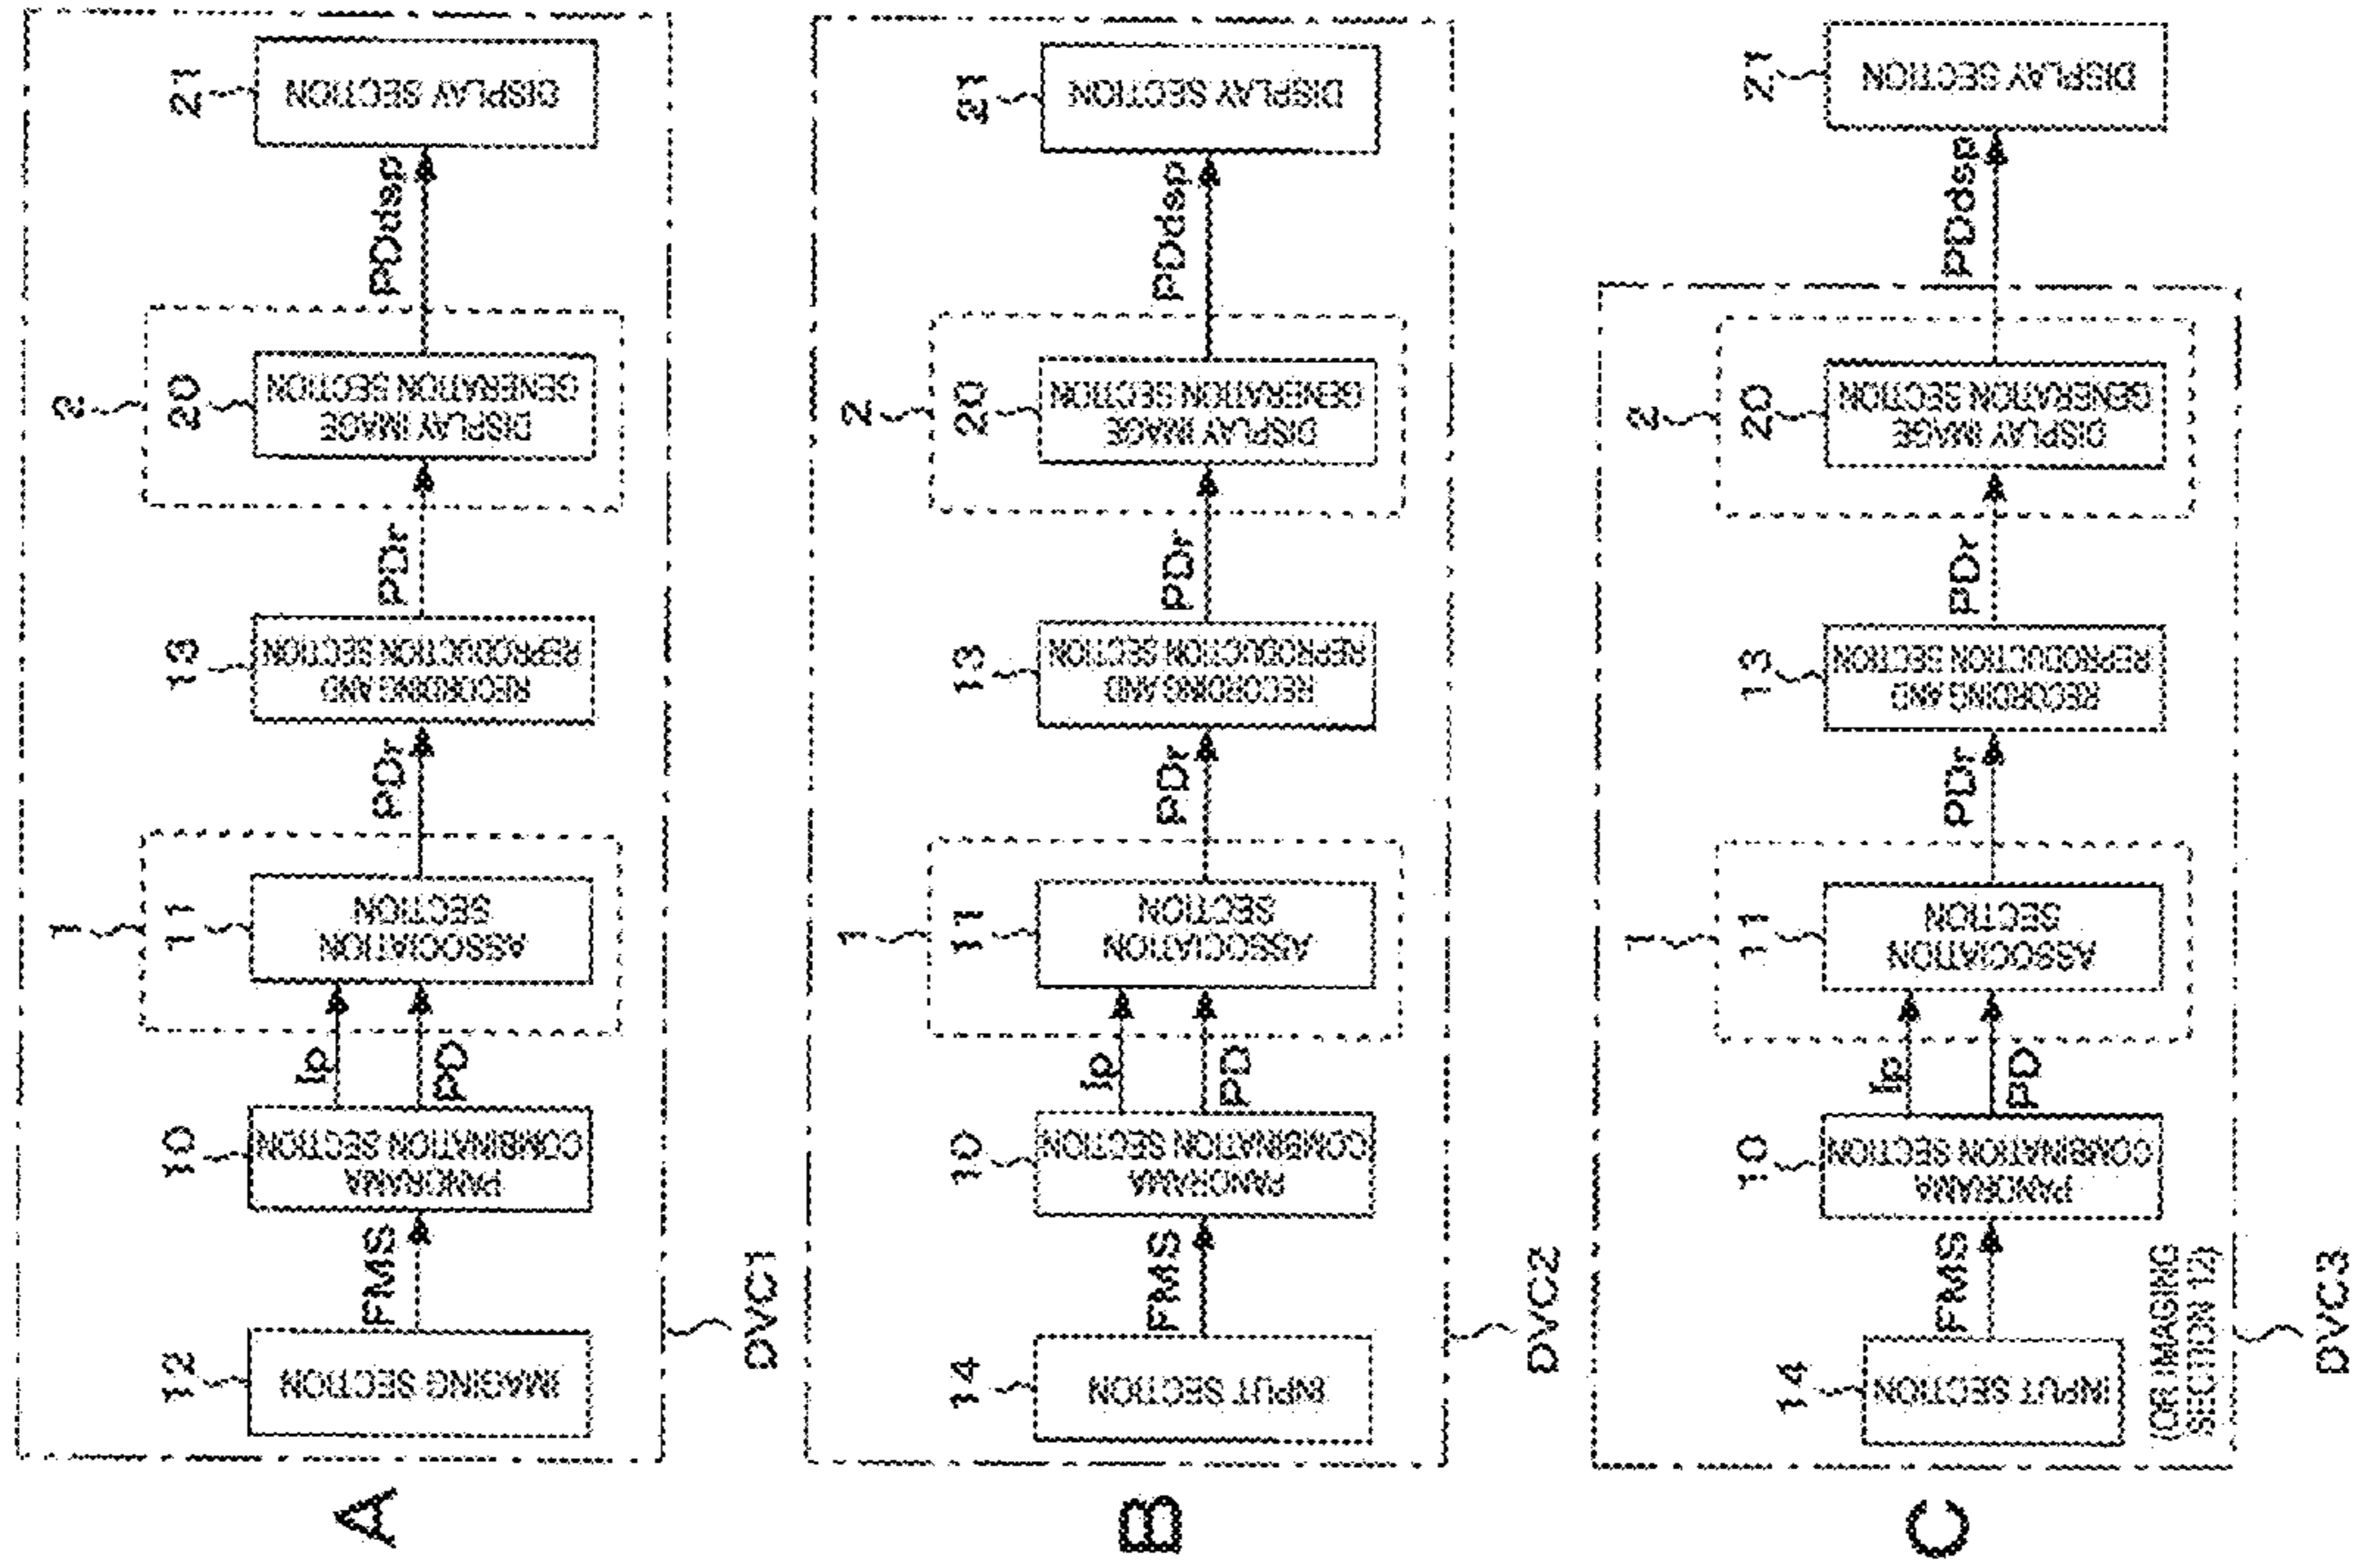 A
12
IMAGING SECTION
FMS
10
PANORAMA
COMBINATION SECTION
Ip
PD
1
11
ASSOCIATION
SECTION
PDr
13
RECORDING AND
REPRODUCTION SECTION
PDr
2
20
DISPLAY IMAGE
GENERATION SECTION
PDdsp
21
DISPLAY SECTION
DVC1
B
14
INPUT SECTION
FMS
10
PANORAMA
COMBINATION SECTION
Ip
PD
1
11
ASSOCIATION
SECTION
PDr
13
RECORDING AND
REPRODUCTION SECTION
PDr
2
20
DISPLAY IMAGE
GENERATION SECTION
PDdsp
21
DISPLAY SECTION
DVC2
C
14
INPUT SECTION
(OR IMAGING
SECTION 12)
FMS
10
PANORAMA
COMBINATION SECTION
Ip
PD
1
11
ASSOCIATION
SECTION
PDr
13
RECORDING AND
REPRODUCTION SECTION
PDr
2
20
DISPLAY IMAGE
GENERATION SECTION
PDdsp
21
DISPLAY SECTION
DVC3